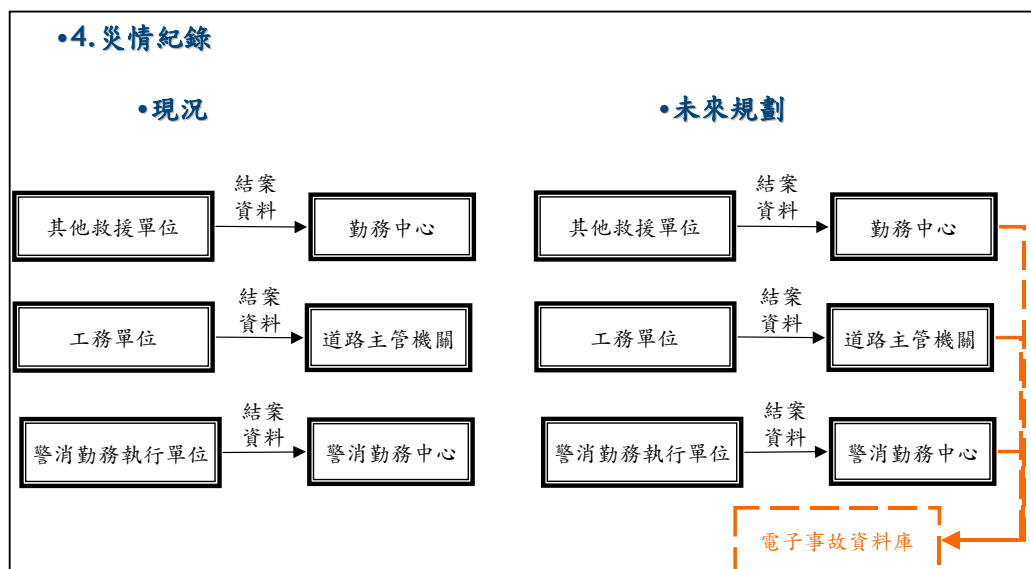 •4.災情紀錄
•現況
其他救援單位
結案
資料
勤務中心
工務單位
結案
資料
道路主管機關
警消勤務執行單位
結案
資料
警消勤務中心
•未來規劃
其他救援單位
結案
資料
勤務中心
工務單位
結案
資料
道路主管機關
警消勤務執行單位
結案
資料
警消勤務中心
電子事故資料庫